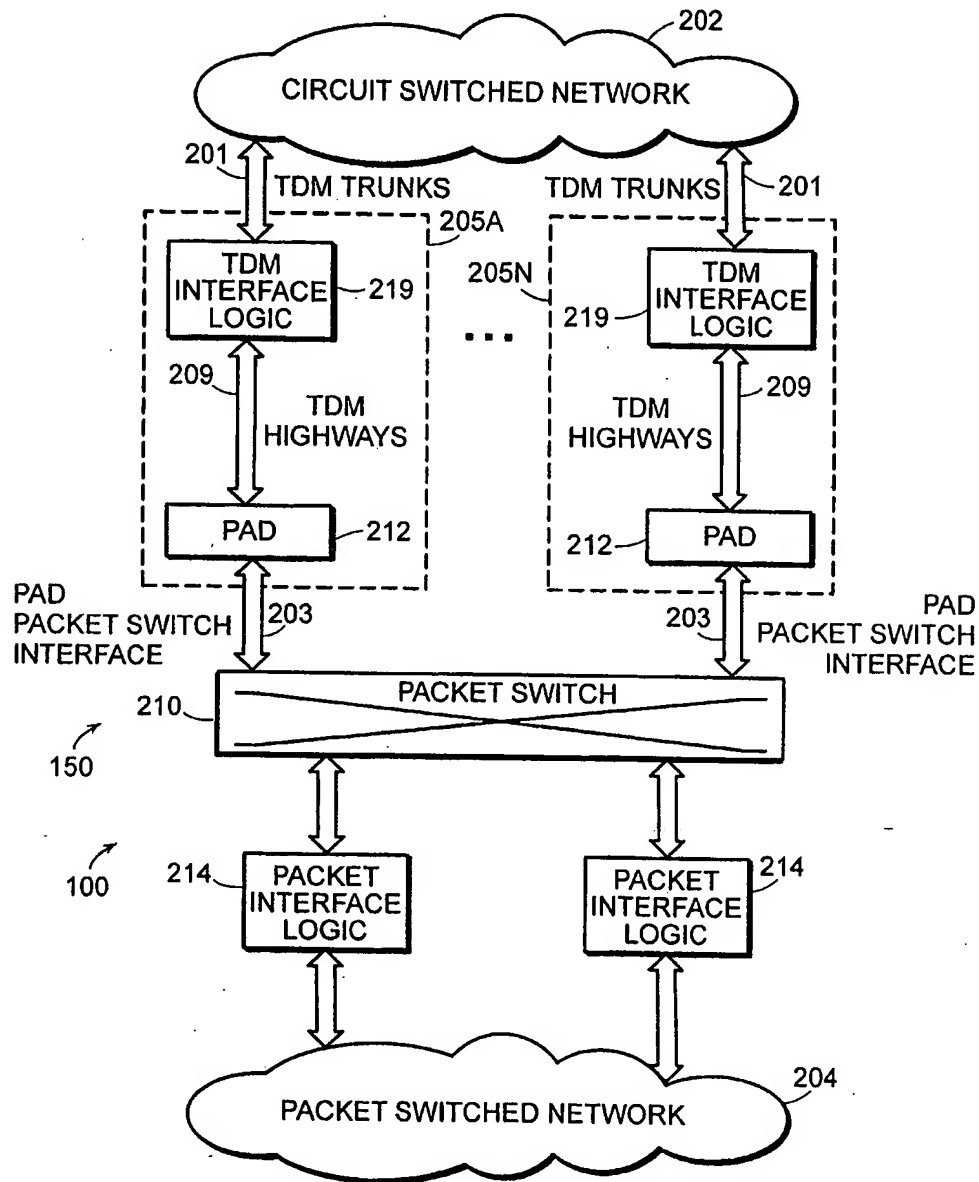 202
CIRCUIT SWITCHED NETWORK
201
TDM TRUNKS
TDM TRUNKS
201
205A
205N
TDM
INTERFACE
LOGIC
219
TDM
INTERFACE
LOGIC
219
...
209
TDM
HIGHWAYS
TDM
HIGHWAYS
209
PAD
212
212
PAD
PAD
PACKET SWITCH
INTERFACE
203
203
PAD
PACKET SWITCH
INTERFACE
210
PACKET SWITCH
150
100
214
PACKET
INTERFACE
LOGIC
PACKET
INTERFACE
LOGIC
214
PACKET SWITCHED NETWORK
204